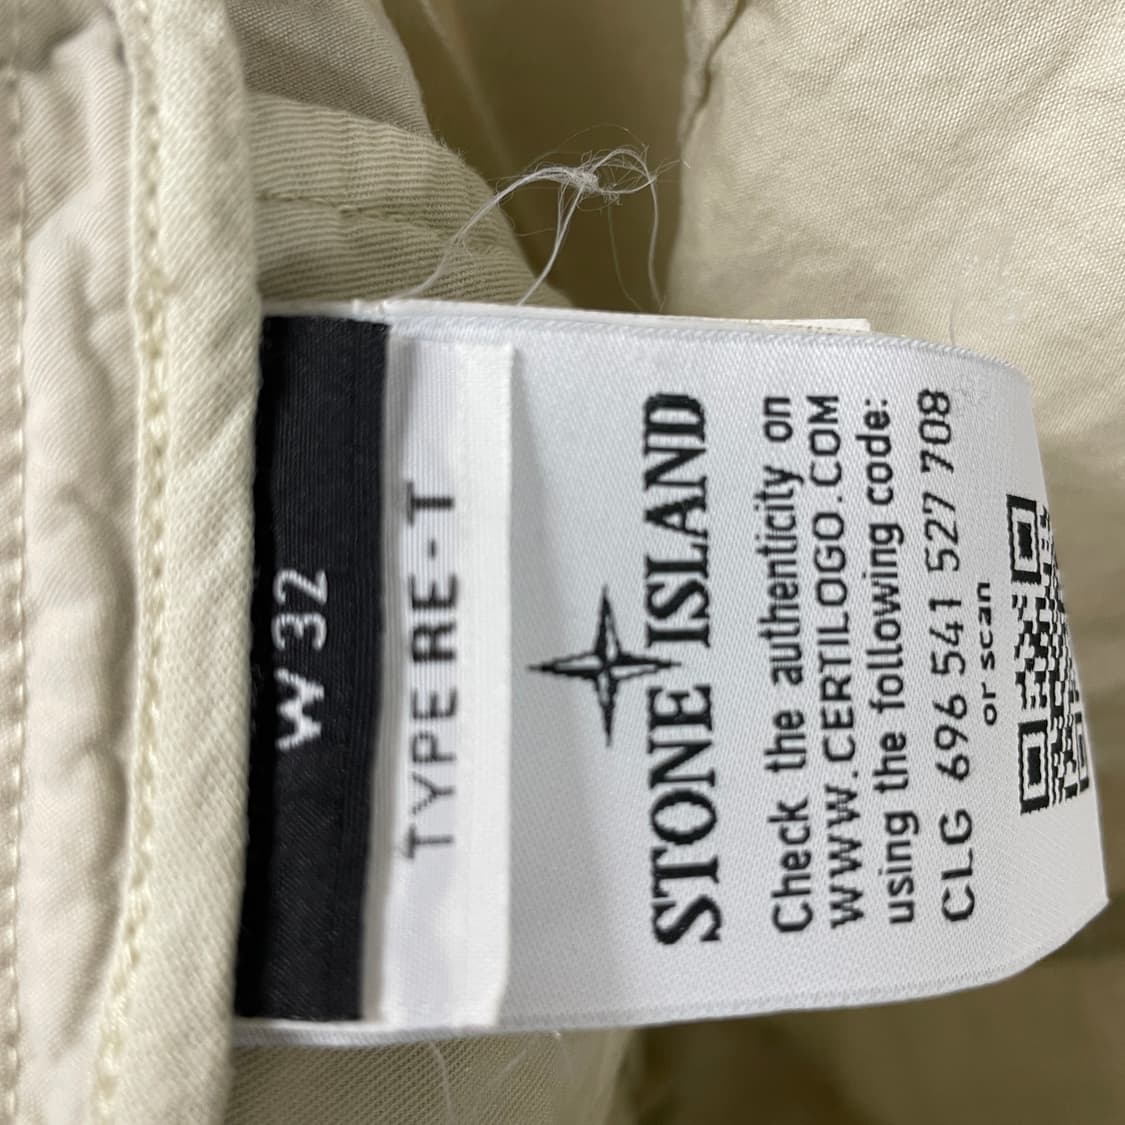 W 32
TYPE RE-T
STONE ISLAND
Check the authenticity on
WWW.CERTILOGO.COM
using the following code:
CLG 696 541 527 708
or scan